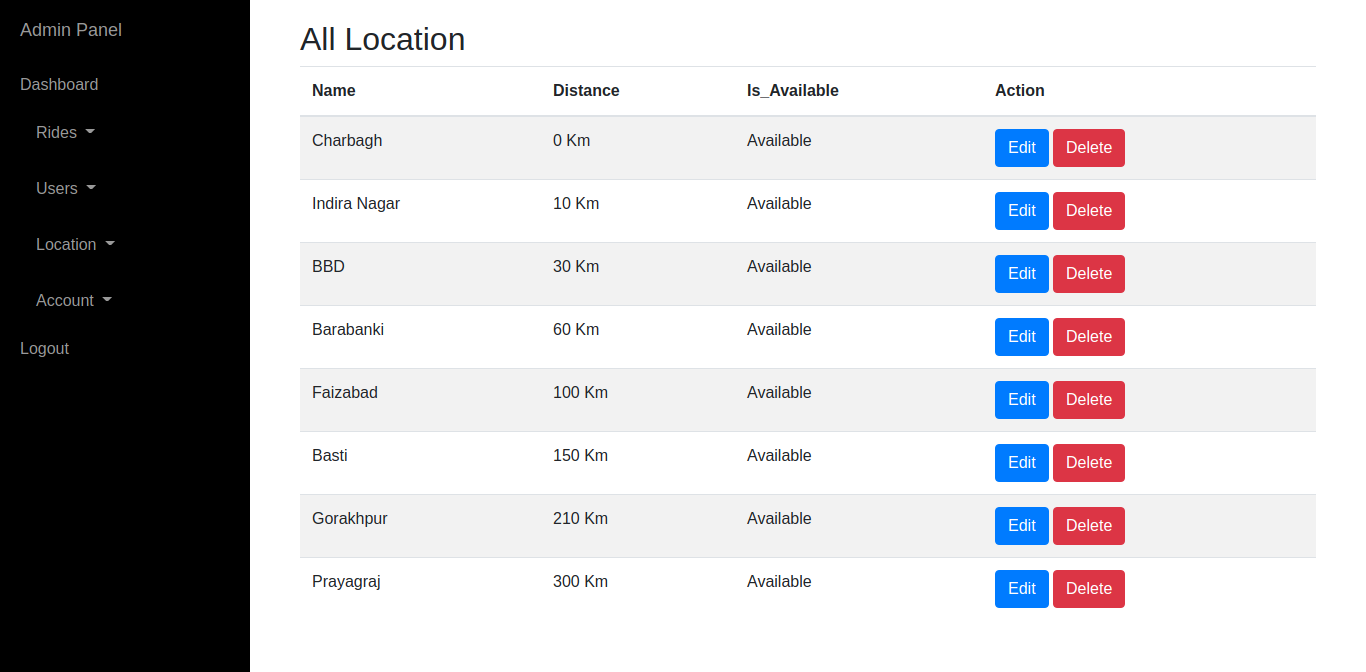 Admin Panel
Dashboard
Rides
Users
Location
Account
Logout
All Location
Name Distance Is_Available Action
Charbagh 0 Km Available Edit Delete
Indira Nagar 10 Km Available Edit Delete
BBD 30 Km Available Edit Delete
Barabanki 60 Km Available Edit Delete
Faizabad 100 Km Available Edit Delete
Basti 150 Km Available Edit Delete
Gorakhpur 210 Km Available Edit Delete
Prayagraj 300 Km Available Edit Delete